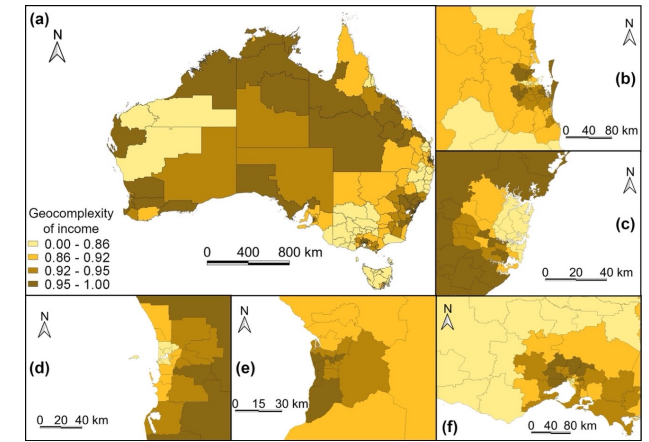 (a)
N
Geocomplexity
of income
0.00 - 0.86
0.86 - 0.92
0.92 - 0.95
0.95 - 1.00
0 400 800 km
N
(b)
0 40 80 km
N
(c)
0 20 40 km
N
(d)
0 20 40 km
N
(e)
0 15 30 km
N
(f)
0 40 80 km